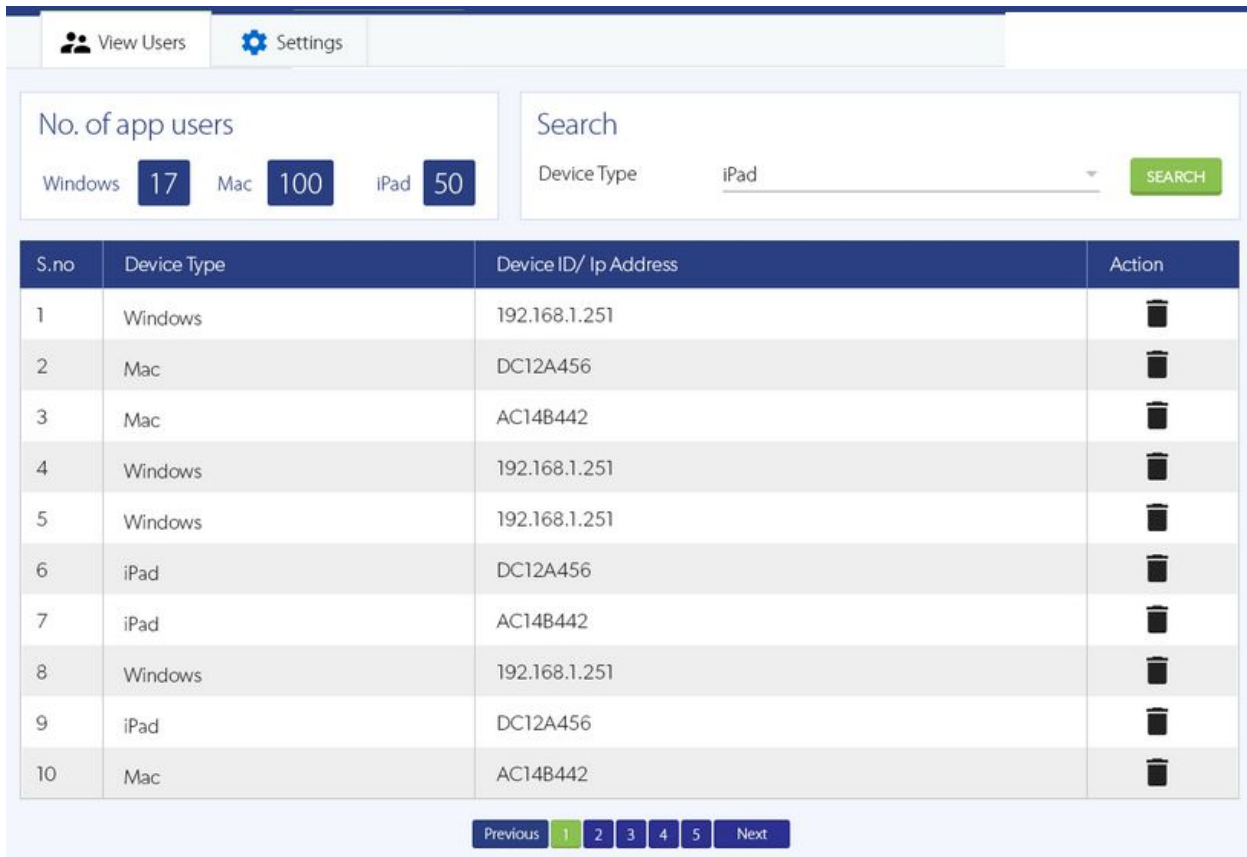 View Users Settings
No. of app users
Windows 17 Mac 100 iPad 50
Search
Device Type iPad SEARCH
S.no Device Type Device ID/ Ip Address Action
1 Windows 192.168.1.251
2 Mac DC12A456
3 Mac AC14B442
4 Windows 192.168.1.251
5 Windows 192.168.1.251
6 iPad DC12A456
7 iPad AC14B442
8 Windows 192.168.1.251
9 iPad DC12A456
10 Mac AC14B442
Previous 1 2 3 4 5 Next